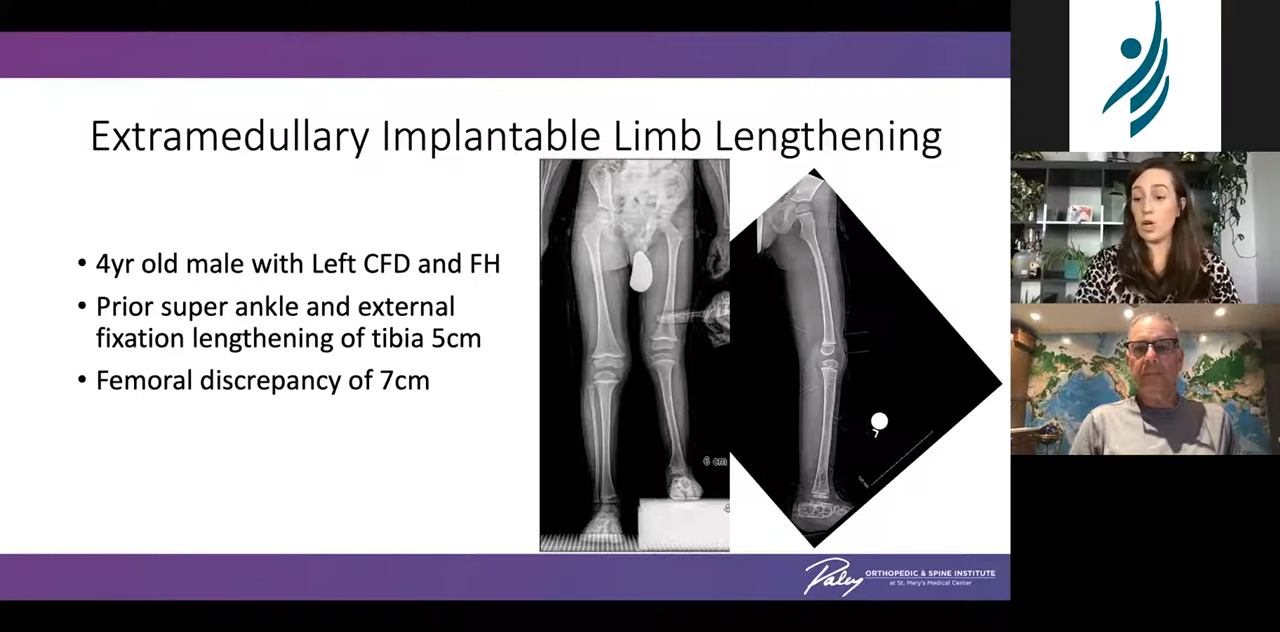 Extramedullary Implantable Limb Lengthening
• 4yr old male with Left CFD and FH
• Prior super ankle and external
fixation lengthening of tibia 5cm
• Femoral discrepancy of 7cm
6 cm
4
Paley
ORTHOPEDIC & SPINE INSTITUTE
at St. Mary's Medical Center